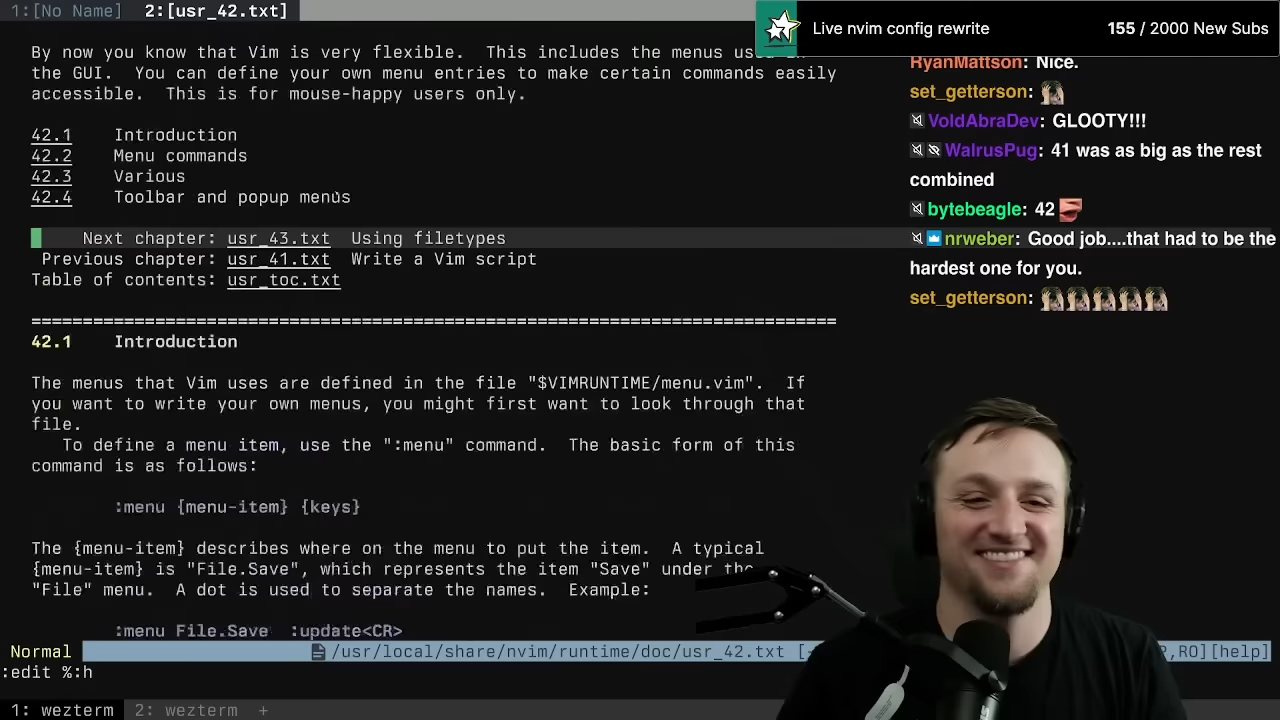 1:[No Name]  2:[usr_42.txt]
Live nvim config rewrite
155 / 2000 New Subs
By now you know that Vim is very flexible.  This includes the menus
the GUI.  You can define your own menu entries to make certain commands easily
accessible.  This is for mouse-happy users only.
42.1    Introduction
42.2    Menu commands
42.3    Various
42.4    Toolbar and popup menus
Next chapter: usr_43.txt  Using filetypes
Previous chapter: usr_41.txt  Write a Vim script
Table of contents: usr_toc.txt
==============================================================================
42.1    Introduction
The menus that Vim uses are defined in the file "$VIMRUNTIME/menu.vim".  If
you want to write your own menus, you might first want to look through that
file.
To define a menu item, use the ":menu" command.  The basic form of this
command is as follows:
:menu {menu-item} {keys}
The {menu-item} describes where on the menu to put the item.  A typical
{menu-item} is "File.Save", which represents the item "Save" under the
"File" menu.  A dot is used to separate the names.  Example:
:menu File.Save  :update<CR>
Normal
/usr/local/share/nvim/runtime/doc/usr_42.txt [-
,RO][help]
:edit %:h
1: wezterm  2: wezterm  +
RyanMattson: Nice.
set_getterson:
VoldAbraDev: GLOOTY!!!
WalrusPug: 41 was as big as the rest
combined
bytebeagle: 42
nrweber: Good job....that had to be the
hardest one for you.
set_getterson: